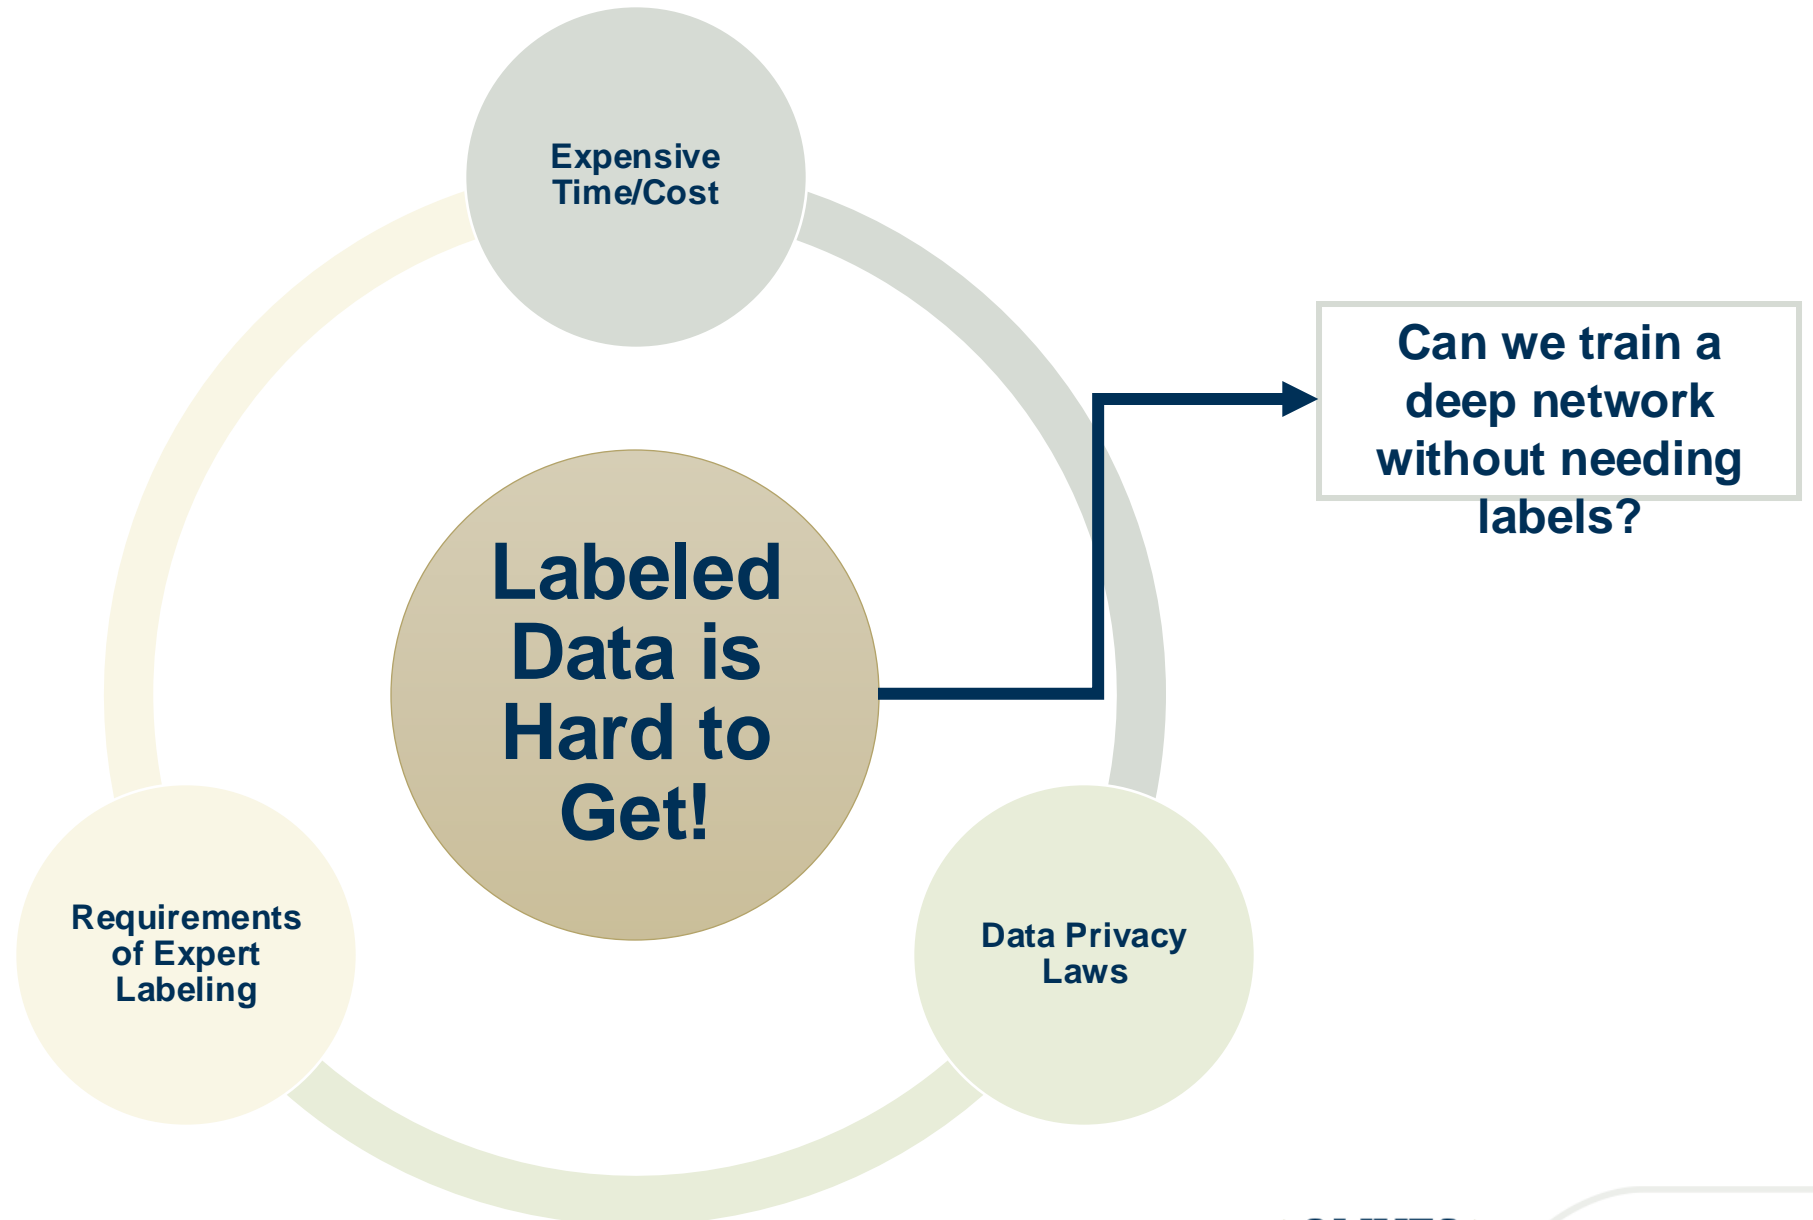 Expensive
Time/Cost
Can we train a
deep network
without needing
labels?
Labeled
Data is
Hard to
Get!
Requirements
of Expert
Labeling
Data Privacy
Laws